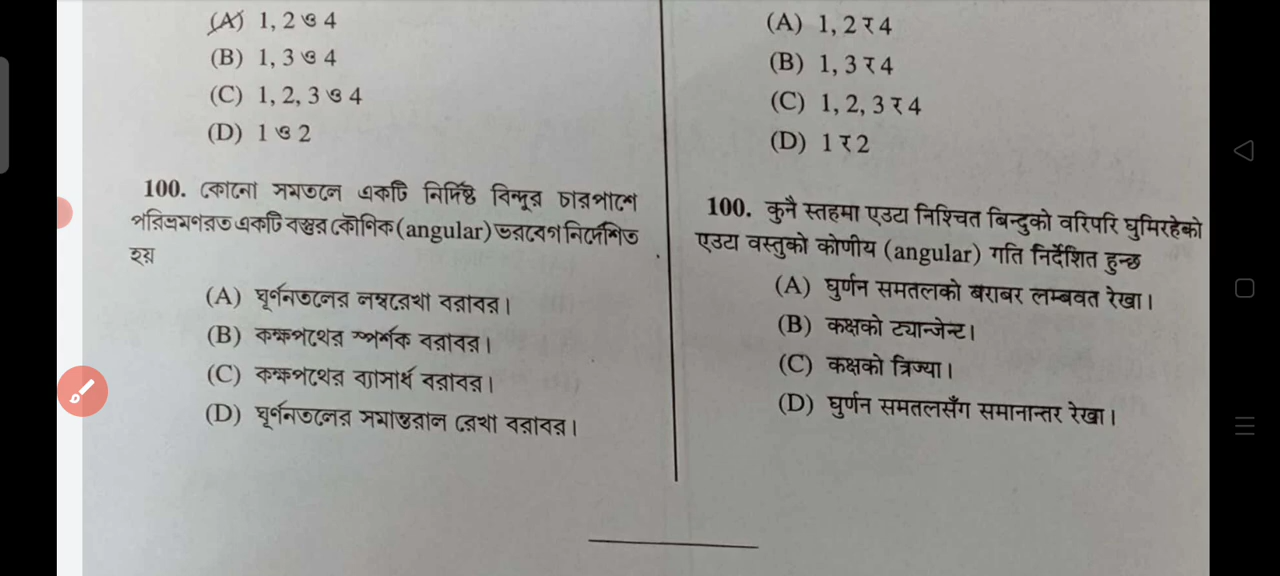 (A) 1, 2 ও 4
(B) 1, 3 ও 4
(C) 1, 2, 3 ও 4
(D) 1 ও 2
100. কোনো সমতলে একটি নির্দিষ্ট বিন্দুর চারপাশে
পরিভ্রমণরত একটি বস্তুর কৌণিক (angular) ভরবেগ নির্দেশিত
হয়
(A) ঘূর্ণনতলের লম্বরেখা বরাবর।
(B) কক্ষপথের স্পর্শক বরাবর।
(C) কক্ষপথের ব্যাসার্ধ বরাবর।
(D) ঘূর্ণনতলের সমান্তরাল রেখা বরাবর।
(A) 1, 2 र 4
(B) 1, 3 र 4
(C) 1, 2, 3 र 4
(D) 1 र 2
100. कुनै स्तहमा एउटा निश्चित बिन्दुको वरिपरि घुमिरहेको
एउटा वस्तुको कोणीय (angular) गति निर्देशित हुन्छ
(A) घुर्णन समतलको बराबर लम्बवत रेखा।
(B) कक्षको ट्यान्जेन्ट।
(C) कक्षको त्रिज्या।
(D) घुर्णन समतलसँग समानान्तर रेखा।